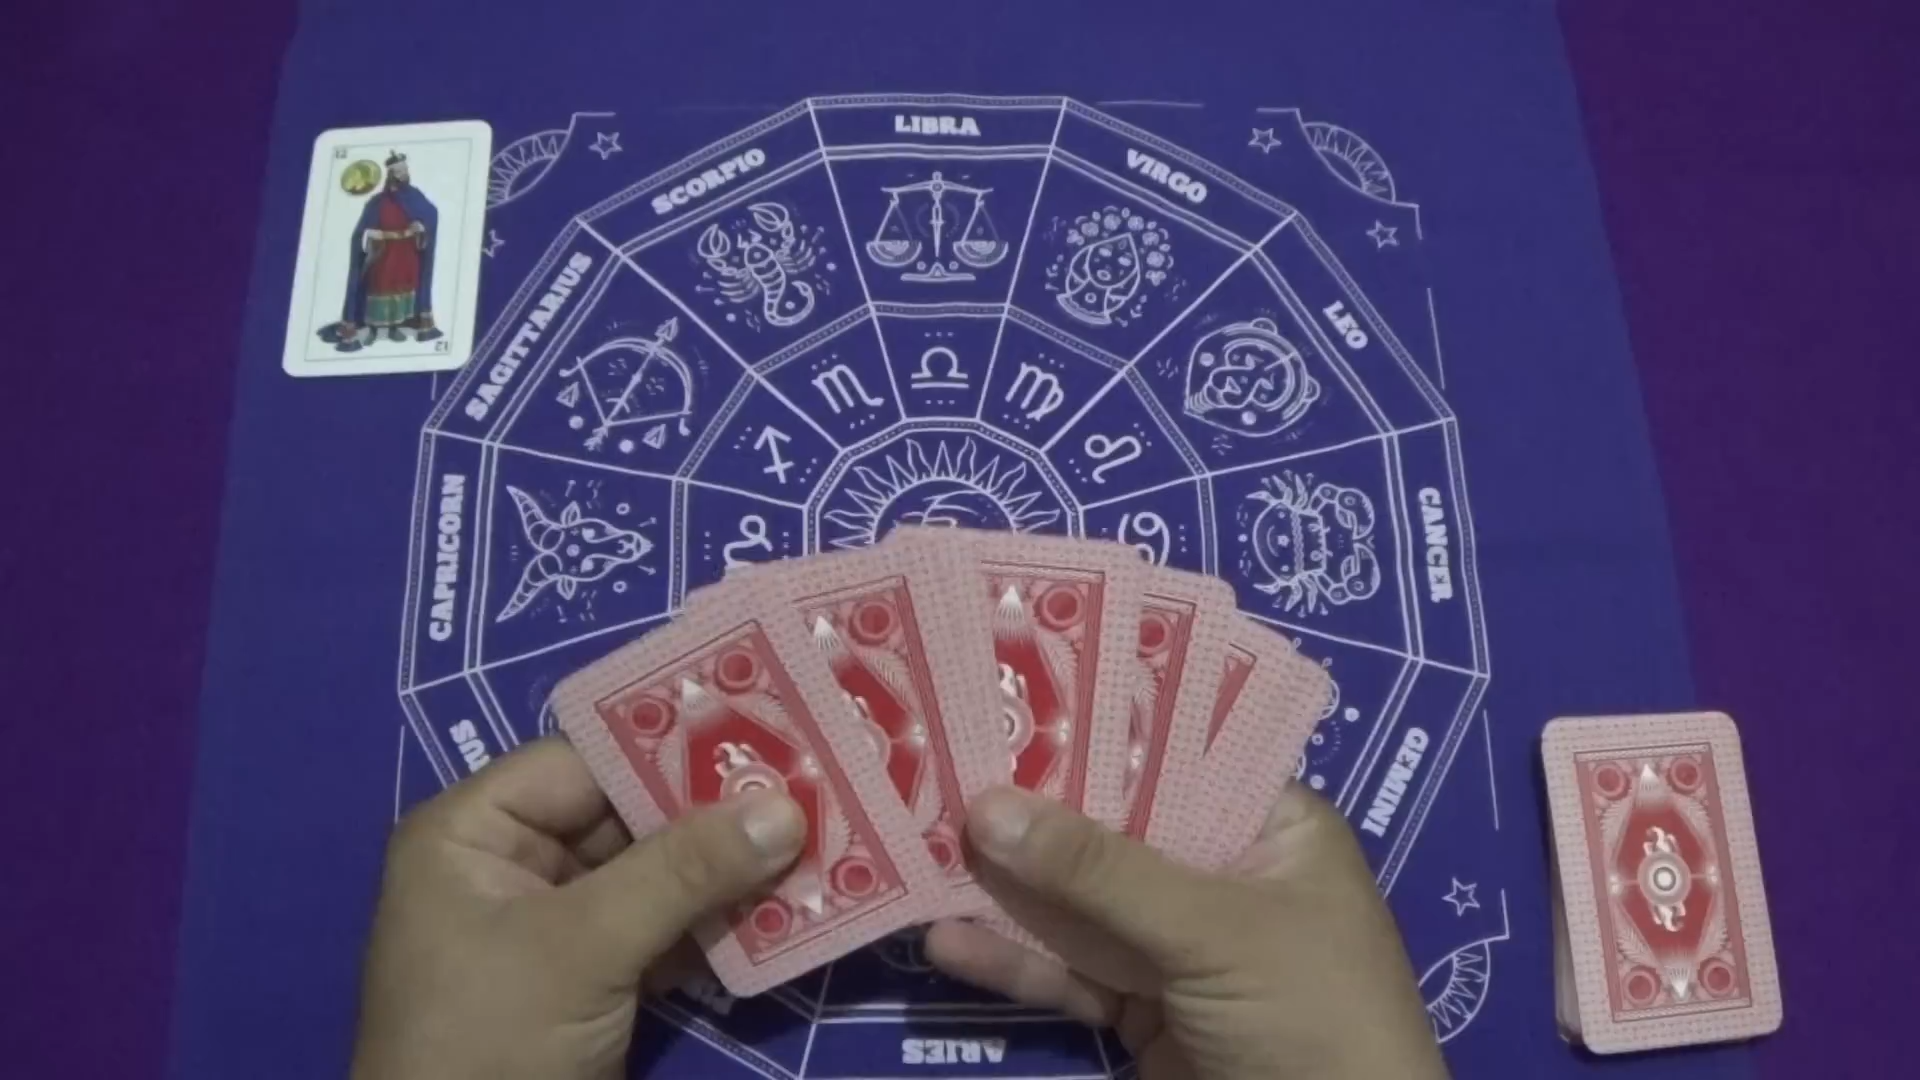 LIBRA
SCORPIO
VIRGO
12
SAGITTARIUS
LEO
12
CAPRICORN
CANCER
GEMINI
ARIES